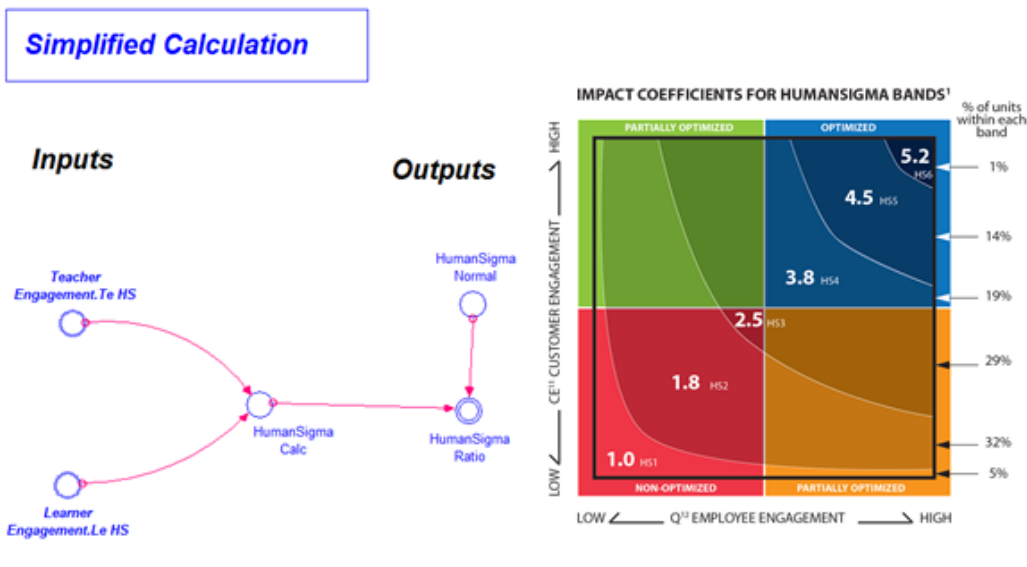 Simplified Calculation
Inputs
Outputs
Teacher
Engagement.Te HS
HumanSigma
Normal
HumanSigma
Calc
HumanSigma
Ratio
Learner
Engagement.Le HS
IMPACT COEFFICIENTS FOR HUMANSIGMA BANDS¹
% of units
within each
band
PARTIALLY OPTIMIZED
OPTIMIZED
HIGH
CE¹¹ CUSTOMER ENGAGEMENT
LOW
5.2 HS6
4.5 HS5
3.8 HS4
2.5 HS3
1.8 HS2
1.0 HS1
1%
14%
19%
29%
32%
5%
NON-OPTIMIZED
PARTIALLY OPTIMIZED
LOW
Q¹² EMPLOYEE ENGAGEMENT
HIGH